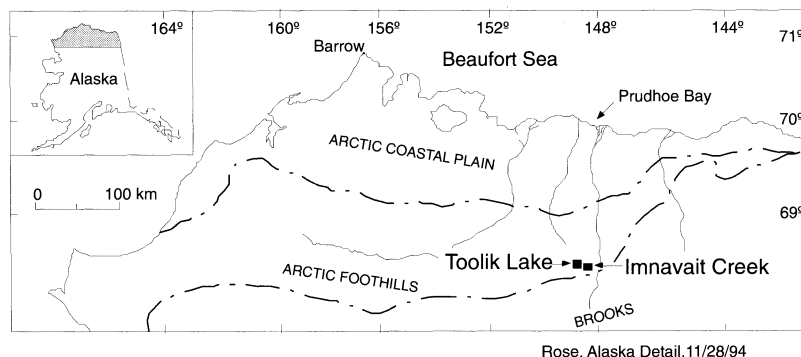 164º 160º 156º 152º 148º 144º
71º
Barrow
Beaufort Sea
Alaska
Prudhoe Bay
70º
ARCTIC COASTAL PLAIN
0 100 km
69º
Toolik Lake
Imnavait Creek
ARCTIC FOOTHILLS
BROOKS
Rose, Alaska Detail,11/28/94